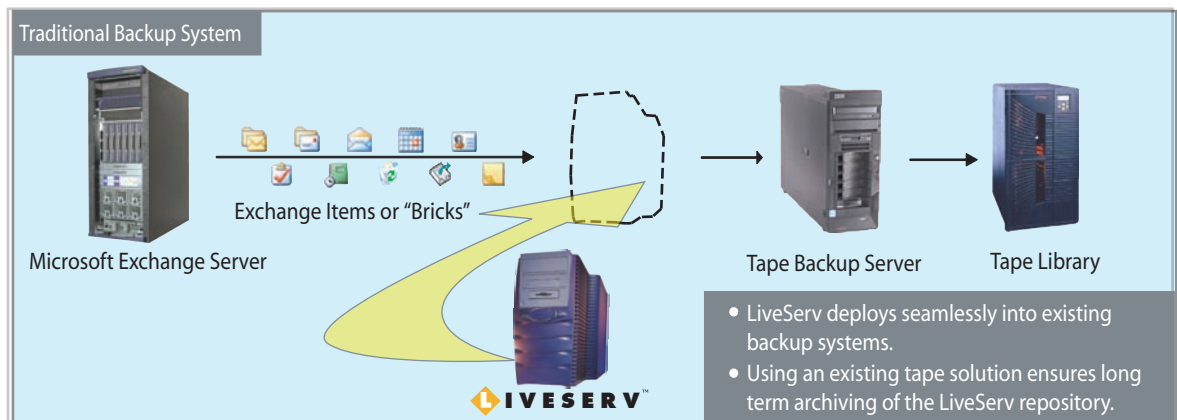 Traditional Backup System
Exchange Items or “Bricks”
Microsoft Exchange Server
Tape Backup Server
Tape Library
LIVESERV™
• LiveServ deploys seamlessly into existing
backup systems.
• Using an existing tape solution ensures long
term archiving of the LiveServ repository.